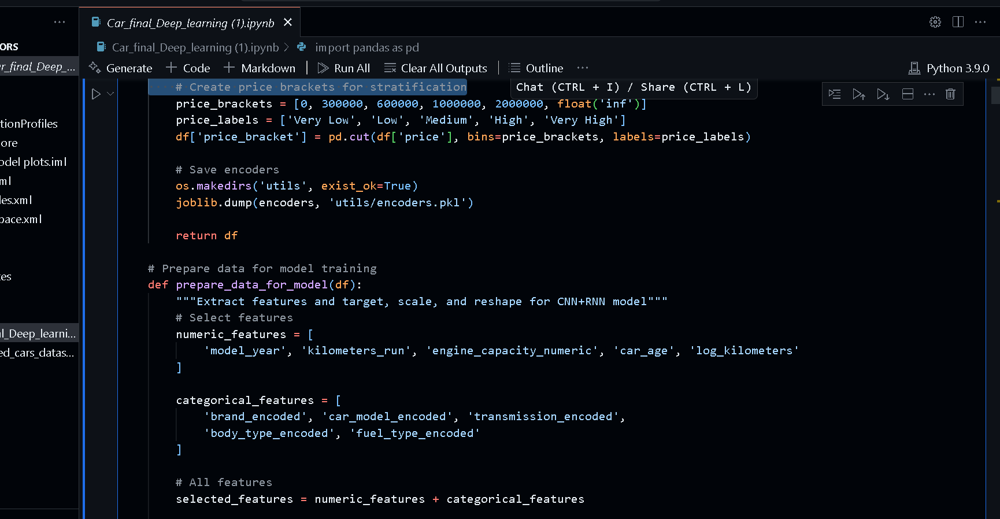 ORS
r_final_Deep_...
tionProfiles
ore
odel plots.iml
ml
les.xml
pace.xml
es
l_Deep_learni...
ed_cars_datas...
Car_final_Deep_learning (1).ipynb
Car_final_Deep_learning (1).ipynb > import pandas as pd
Generate + Code + Markdown | Run All Clear All Outputs | Outline ... Python 3.9.0
# Create price brackets for stratification
Chat (CTRL + I) / Share (CTRL + L)
price_brackets = [0, 300000, 600000, 1000000, 2000000, float('inf')]
price_labels = ['Very Low', 'Low', 'Medium', 'High', 'Very High']
df['price_bracket'] = pd.cut(df['price'], bins=price_brackets, labels=price_labels)
# Save encoders
os.makedirs('utils', exist_ok=True)
joblib.dump(encoders, 'utils/encoders.pkl')
return df
# Prepare data for model training
def prepare_data_for_model(df):
"""Extract features and target, scale, and reshape for CNN+RNN model"""
# Select features
numeric_features = [
'model_year', 'kilometers_run', 'engine_capacity_numeric', 'car_age', 'log_kilometers'
]
categorical_features = [
'brand_encoded', 'car_model_encoded', 'transmission_encoded',
'body_type_encoded', 'fuel_type_encoded'
]
# All features
selected_features = numeric_features + categorical_features